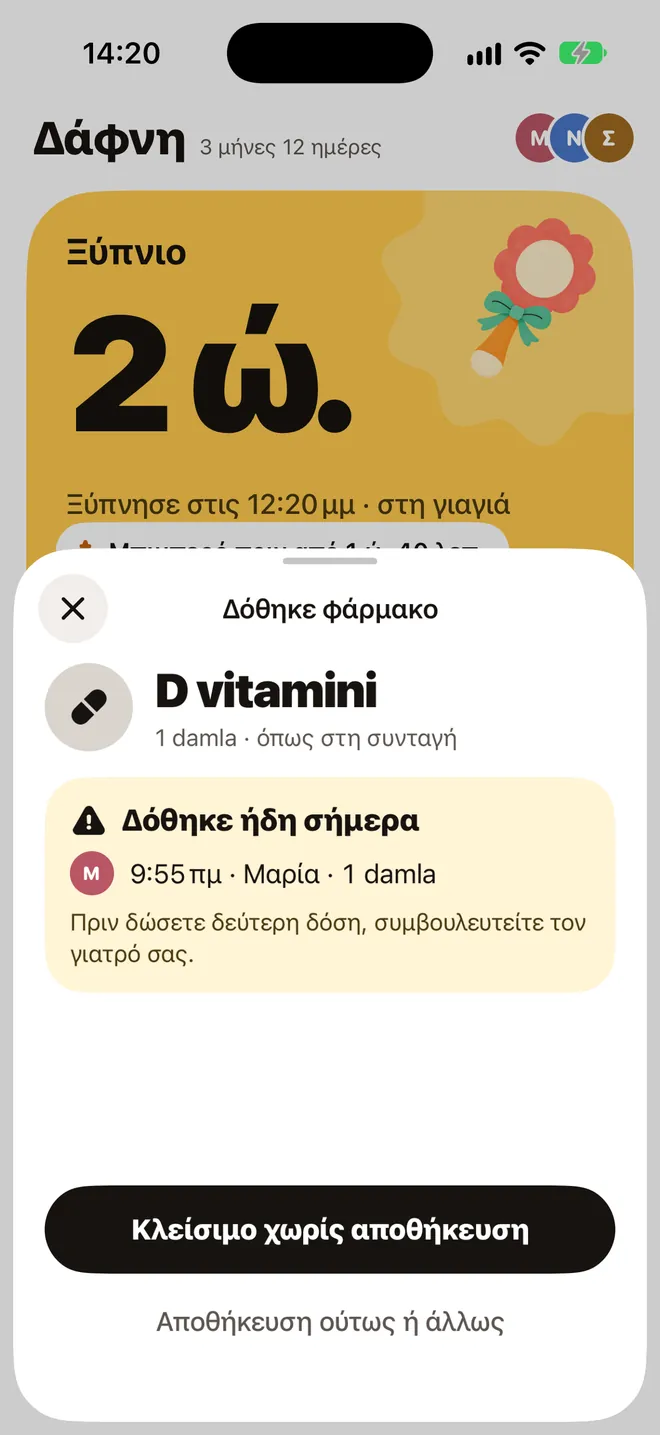 14:20
Δάφνη 3 μήνες 12 ημέρες
M N Σ
Ξύπνιο
2 ώ.
Ξύπνησε στις 12:20 μμ · στη γιαγιά
Δόθηκε φάρμακο
D vitamini
1 damla · όπως στη συνταγή
Δόθηκε ήδη σήμερα
M 9:55 πμ · Μαρία · 1 damla
Πριν δώσετε δεύτερη δόση, συμβουλευτείτε τον
γιατρό σας.
Κλείσιμο χωρίς αποθήκευση
Αποθήκευση ούτως ή άλλως